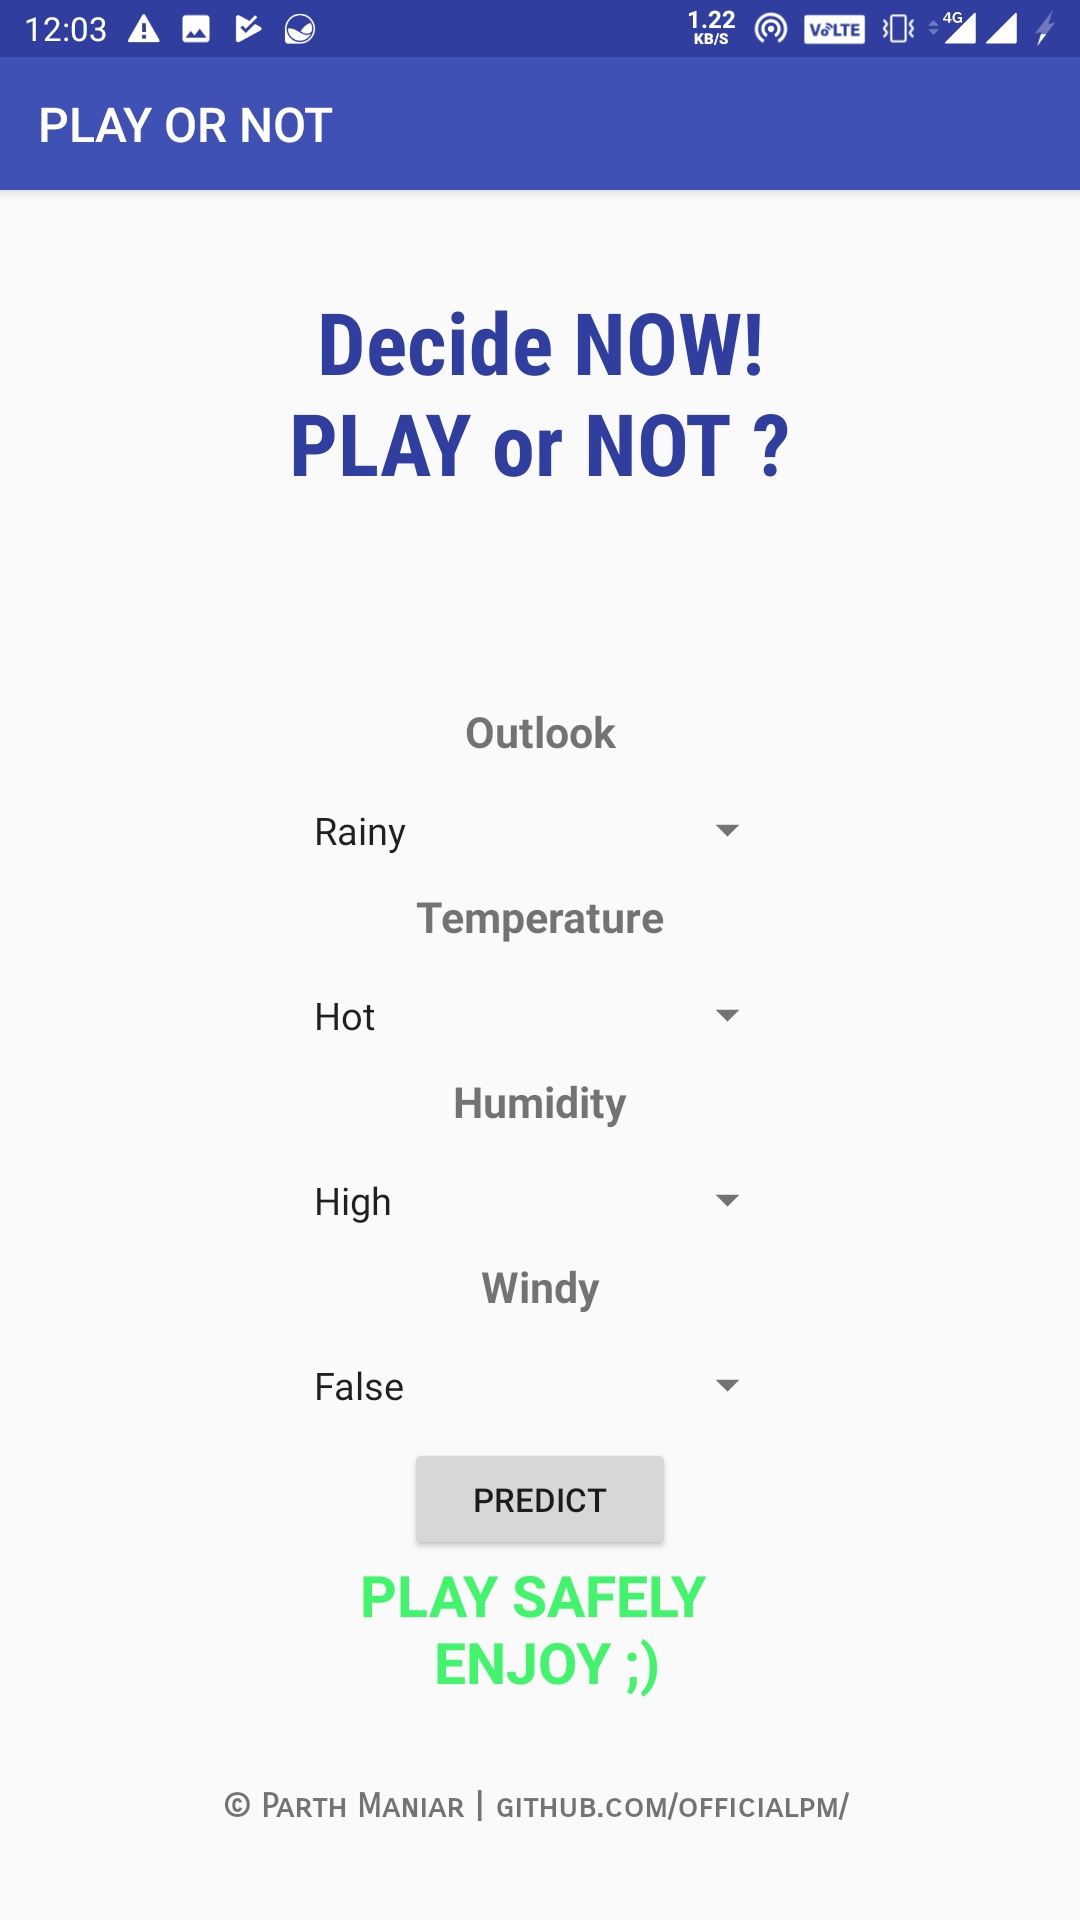 12:03
1.22
KB/S
VoLTE
4G
PLAY OR NOT
Decide NOW!
PLAY or NOT ?
Outlook
Rainy
Temperature
Hot
Humidity
High
Windy
False
PREDICT
PLAY SAFELY
ENJOY ;)
© Parth Maniar | github.com/officialpm/